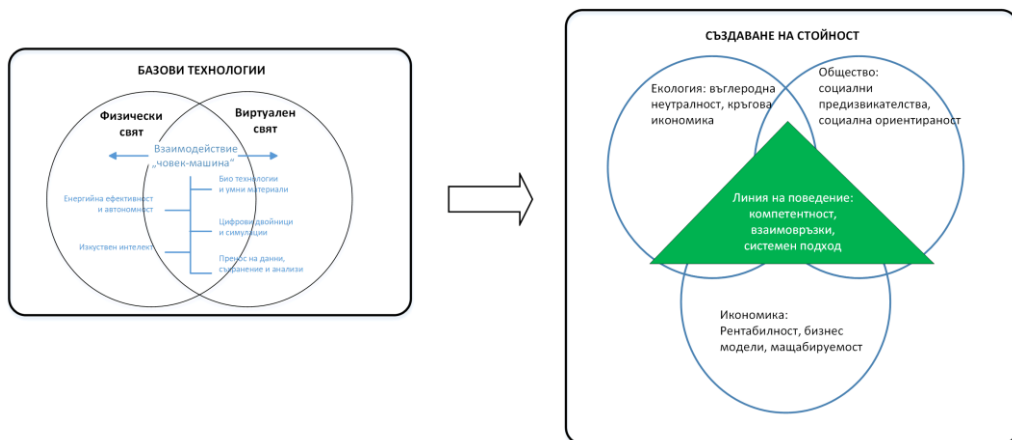 БАЗОВИ ТЕХНОЛОГИИ
Физически
свят
Виртуален
свят
Взаимодействие
„човек-машина“
Био технологии
и умни материали
Енергийна ефективност
и автономност
Цифрови двойници
и симулации
Изкуствен интелект
Пренос на данни,
съхранение и анализи
СЪЗДАВАНЕ НА СТОЙНОСТ
Екология: въглеродна
неутралност, кръгова
икономика
Общество:
социални
предизвикателства,
социална ориентираност
Линия на поведение:
компетентност,
взаимовръзки,
системен подход
Икономика:
Рентабилност, бизнес
модели, мащабируемост